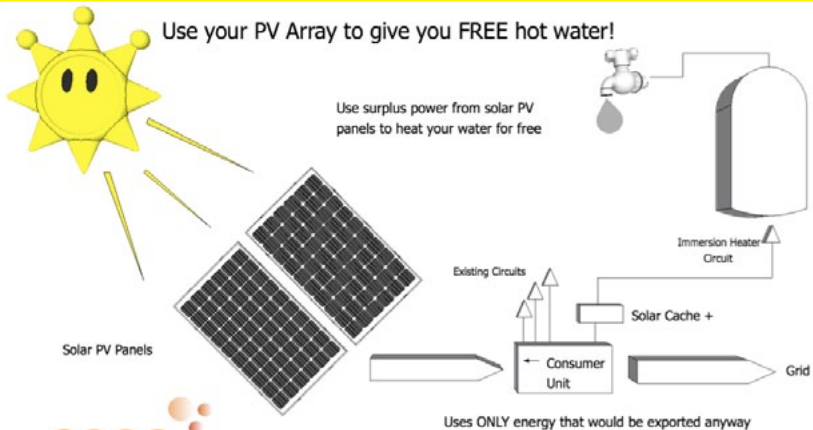 Use your PV Array to give you FREE hot water!
Use surplus power from solar PV
panels to heat your water for free
Immersion Heater
Circuit
Existing Circuits
Solar Cache +
Solar PV Panels
← Consumer
Unit
Grid
Uses ONLY energy that would be exported anyway